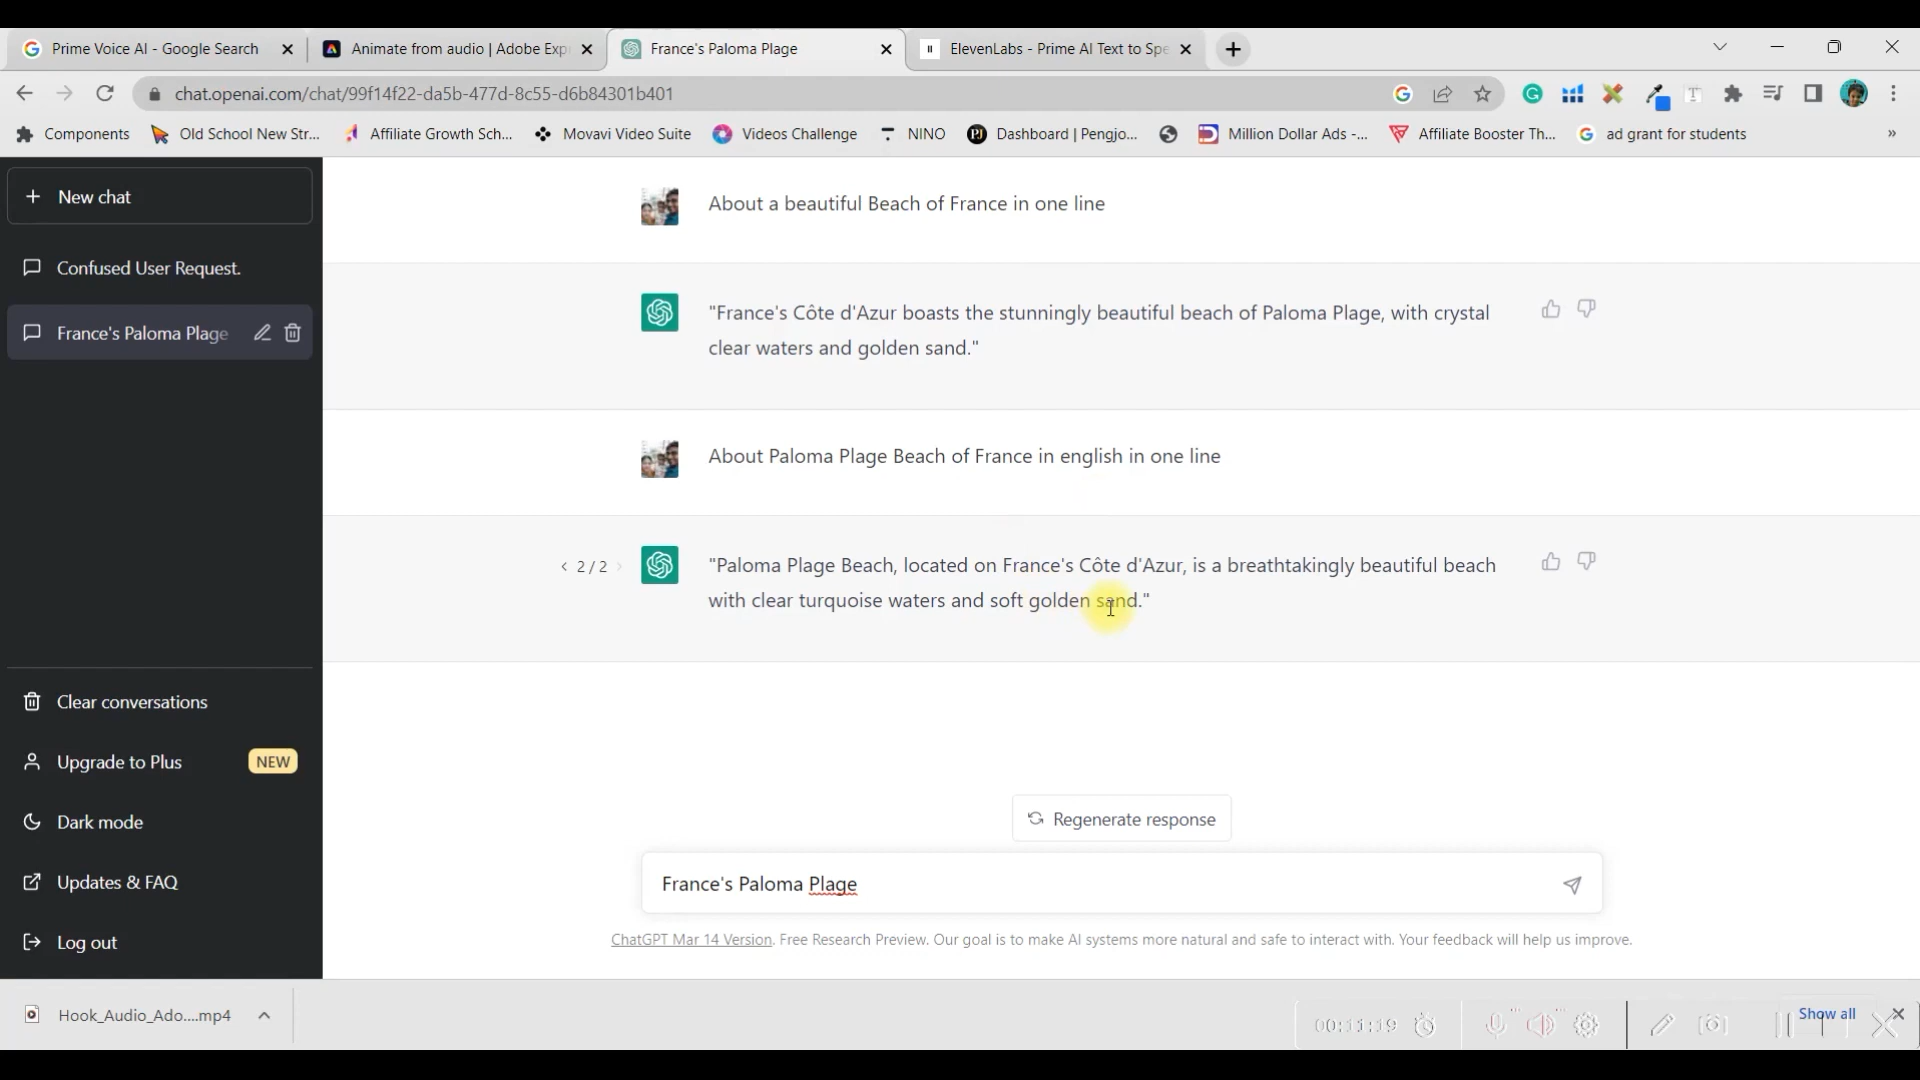 Prime Voice AI - Google Search
Animate from audio | Adobe Exp
France's Paloma Plage
ElevenLabs - Prime AI Text to Spe
chat.openai.com/chat/99f14f22-da5b-477d-8c55-d6b84301b401
Components
Old School New Str...
Affiliate Growth Sch...
Movavi Video Suite
Videos Challenge
NINO
Dashboard | Pengjo...
Million Dollar Ads -...
Affiliate Booster Th...
ad grant for students
»
New chat
Confused User Request.
France's Paloma Plage
Clear conversations
Upgrade to Plus
NEW
Dark mode
Updates & FAQ
Log out
About a beautiful Beach of France in one line
"France's Côte d'Azur boasts the stunningly beautiful beach of Paloma Plage, with crystal
clear waters and golden sand."
About Paloma Plage Beach of France in english in one line
< 2 / 2 >
"Paloma Plage Beach, located on France's Côte d'Azur, is a breathtakingly beautiful beach
with clear turquoise waters and soft golden sand."
Regenerate response
France's Paloma Plage
ChatGPT Mar 14 Version. Free Research Preview. Our goal is to make AI systems more natural and safe to interact with. Your feedback will help us improve.
Hook_Audio_Ado....mp4
00:11:19
Show all